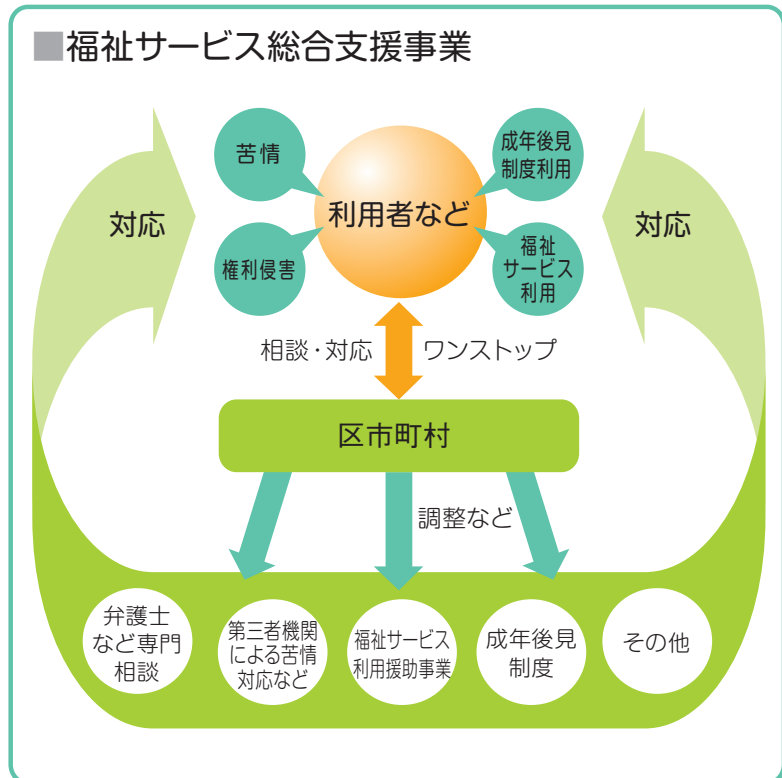 ■福祉サービス総合支援事業
苦情
成年後見
制度利用
利用者など
対応
対応
権利侵害
福祉
サービス
利用
相談・対応
ワンストップ
区市町村
調整など
弁護士
など専門
相談
第三者機関
による苦情
対応など
福祉サービス
利用援助事業
成年後見
制度
その他